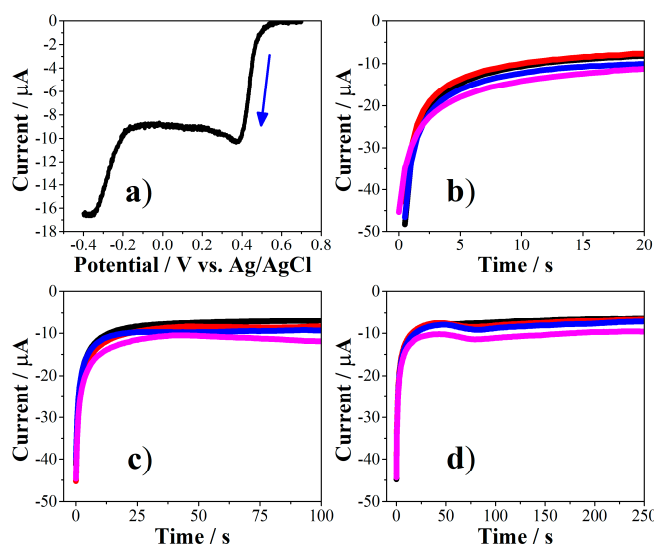 0
-2
-4
-6
-8
-10
-12
-14
-16
-18
Current / µA
a)
-0.4 -0.2 0.0 0.2 0.4 0.6 0.8
Potential / V vs. Ag/AgCl
0
-10
-20
-30
-40
-50
Current / µA
b)
0 5 10 15 20
Time / s
0
-10
-20
-30
-40
-50
Current / µA
c)
0 25 50 75 100
Time / s
0
-10
-20
-30
-40
-50
Current / µA
d)
0 50 100 150 200 250
Time / s